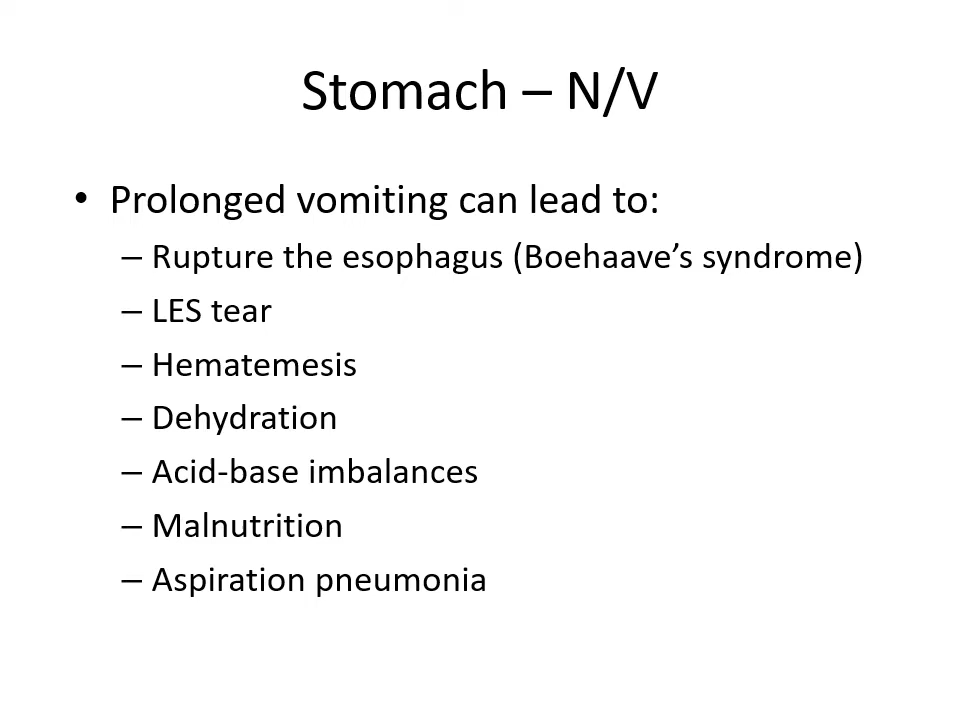 Stomach – N/V
• Prolonged vomiting can lead to:
– Rupture the esophagus (Boehaave’s syndrome)
– LES tear
– Hematemesis
– Dehydration
– Acid-base imbalances
– Malnutrition
– Aspiration pneumonia